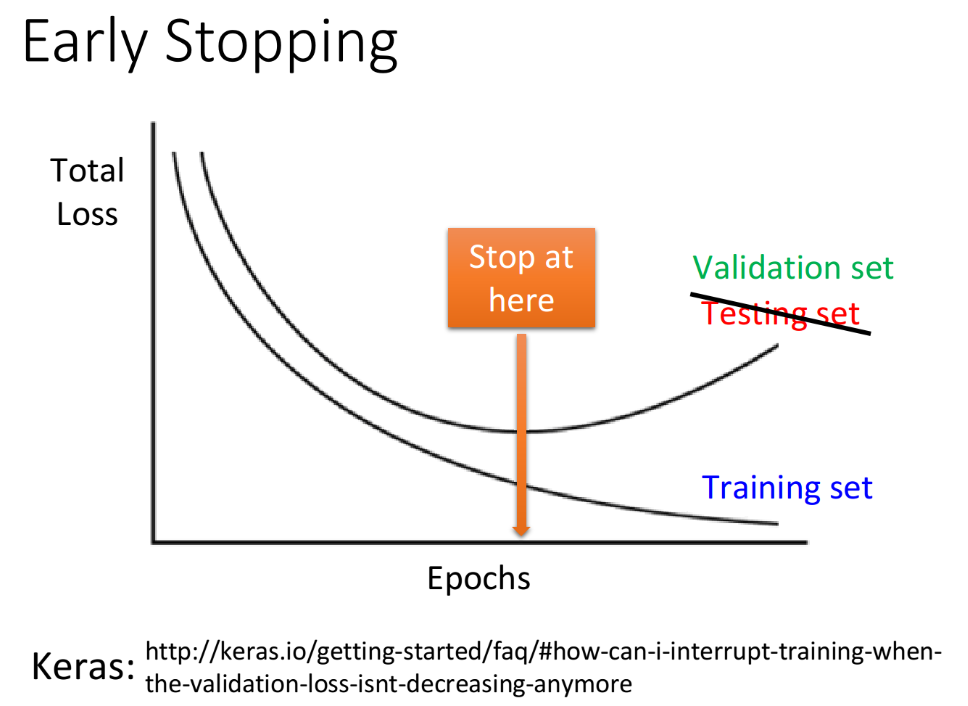 Early Stopping
Total
Loss
Stop at
here
Validation set
Testing set
Training set
Epochs
Keras:
http://keras.io/getting-started/faq/#how-can-i-interrupt-training-when-
the-validation-loss-isnt-decreasing-anymore